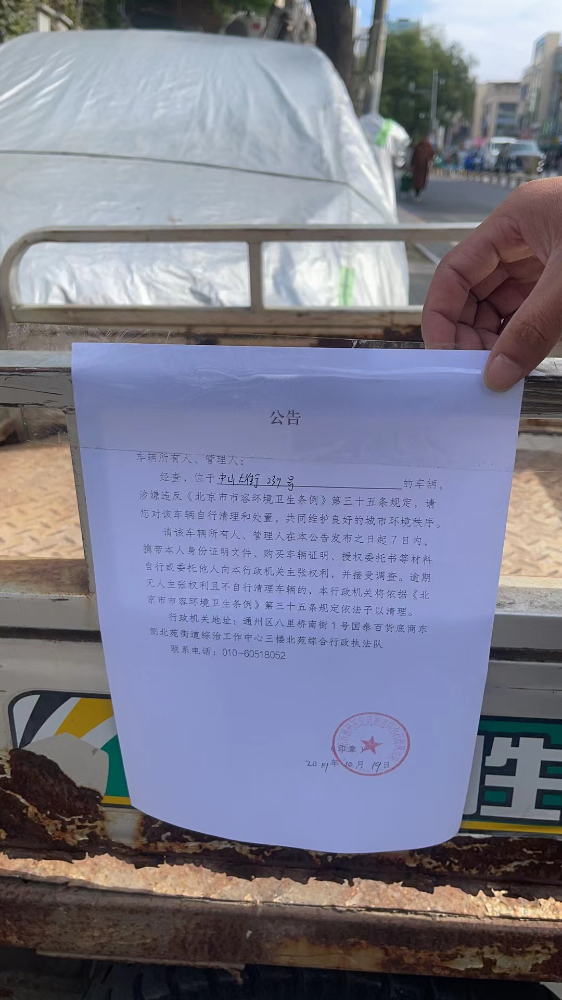 公告
车辆所有人、管理人：
经查，位于中山大街 239 号的车辆，
涉嫌违反《北京市市容环境卫生条例》第三十五条规定，请
您对该车辆自行清理和处置，共同维护良好的城市环境秩序。
请该车辆所有人、管理人在本公告发布之日起 7 日内，
携带本人身份证明文件、购买车辆证明、授权委托书等材料
自行或委托他人向本行政机关主张权利，并接受调查。逾期
无人主张权利且不自行清理车辆的，本行政机关将依据《北
京市市容环境卫生条例》第三十五条规定依法予以清理。
行政机关地址：通州区八里桥南街 1 号国泰百货底商东
侧北苑街道综治工作中心三楼北苑综合行政执法队
联系电话：010-60518052
（印章）
年 10 月 19 日
生